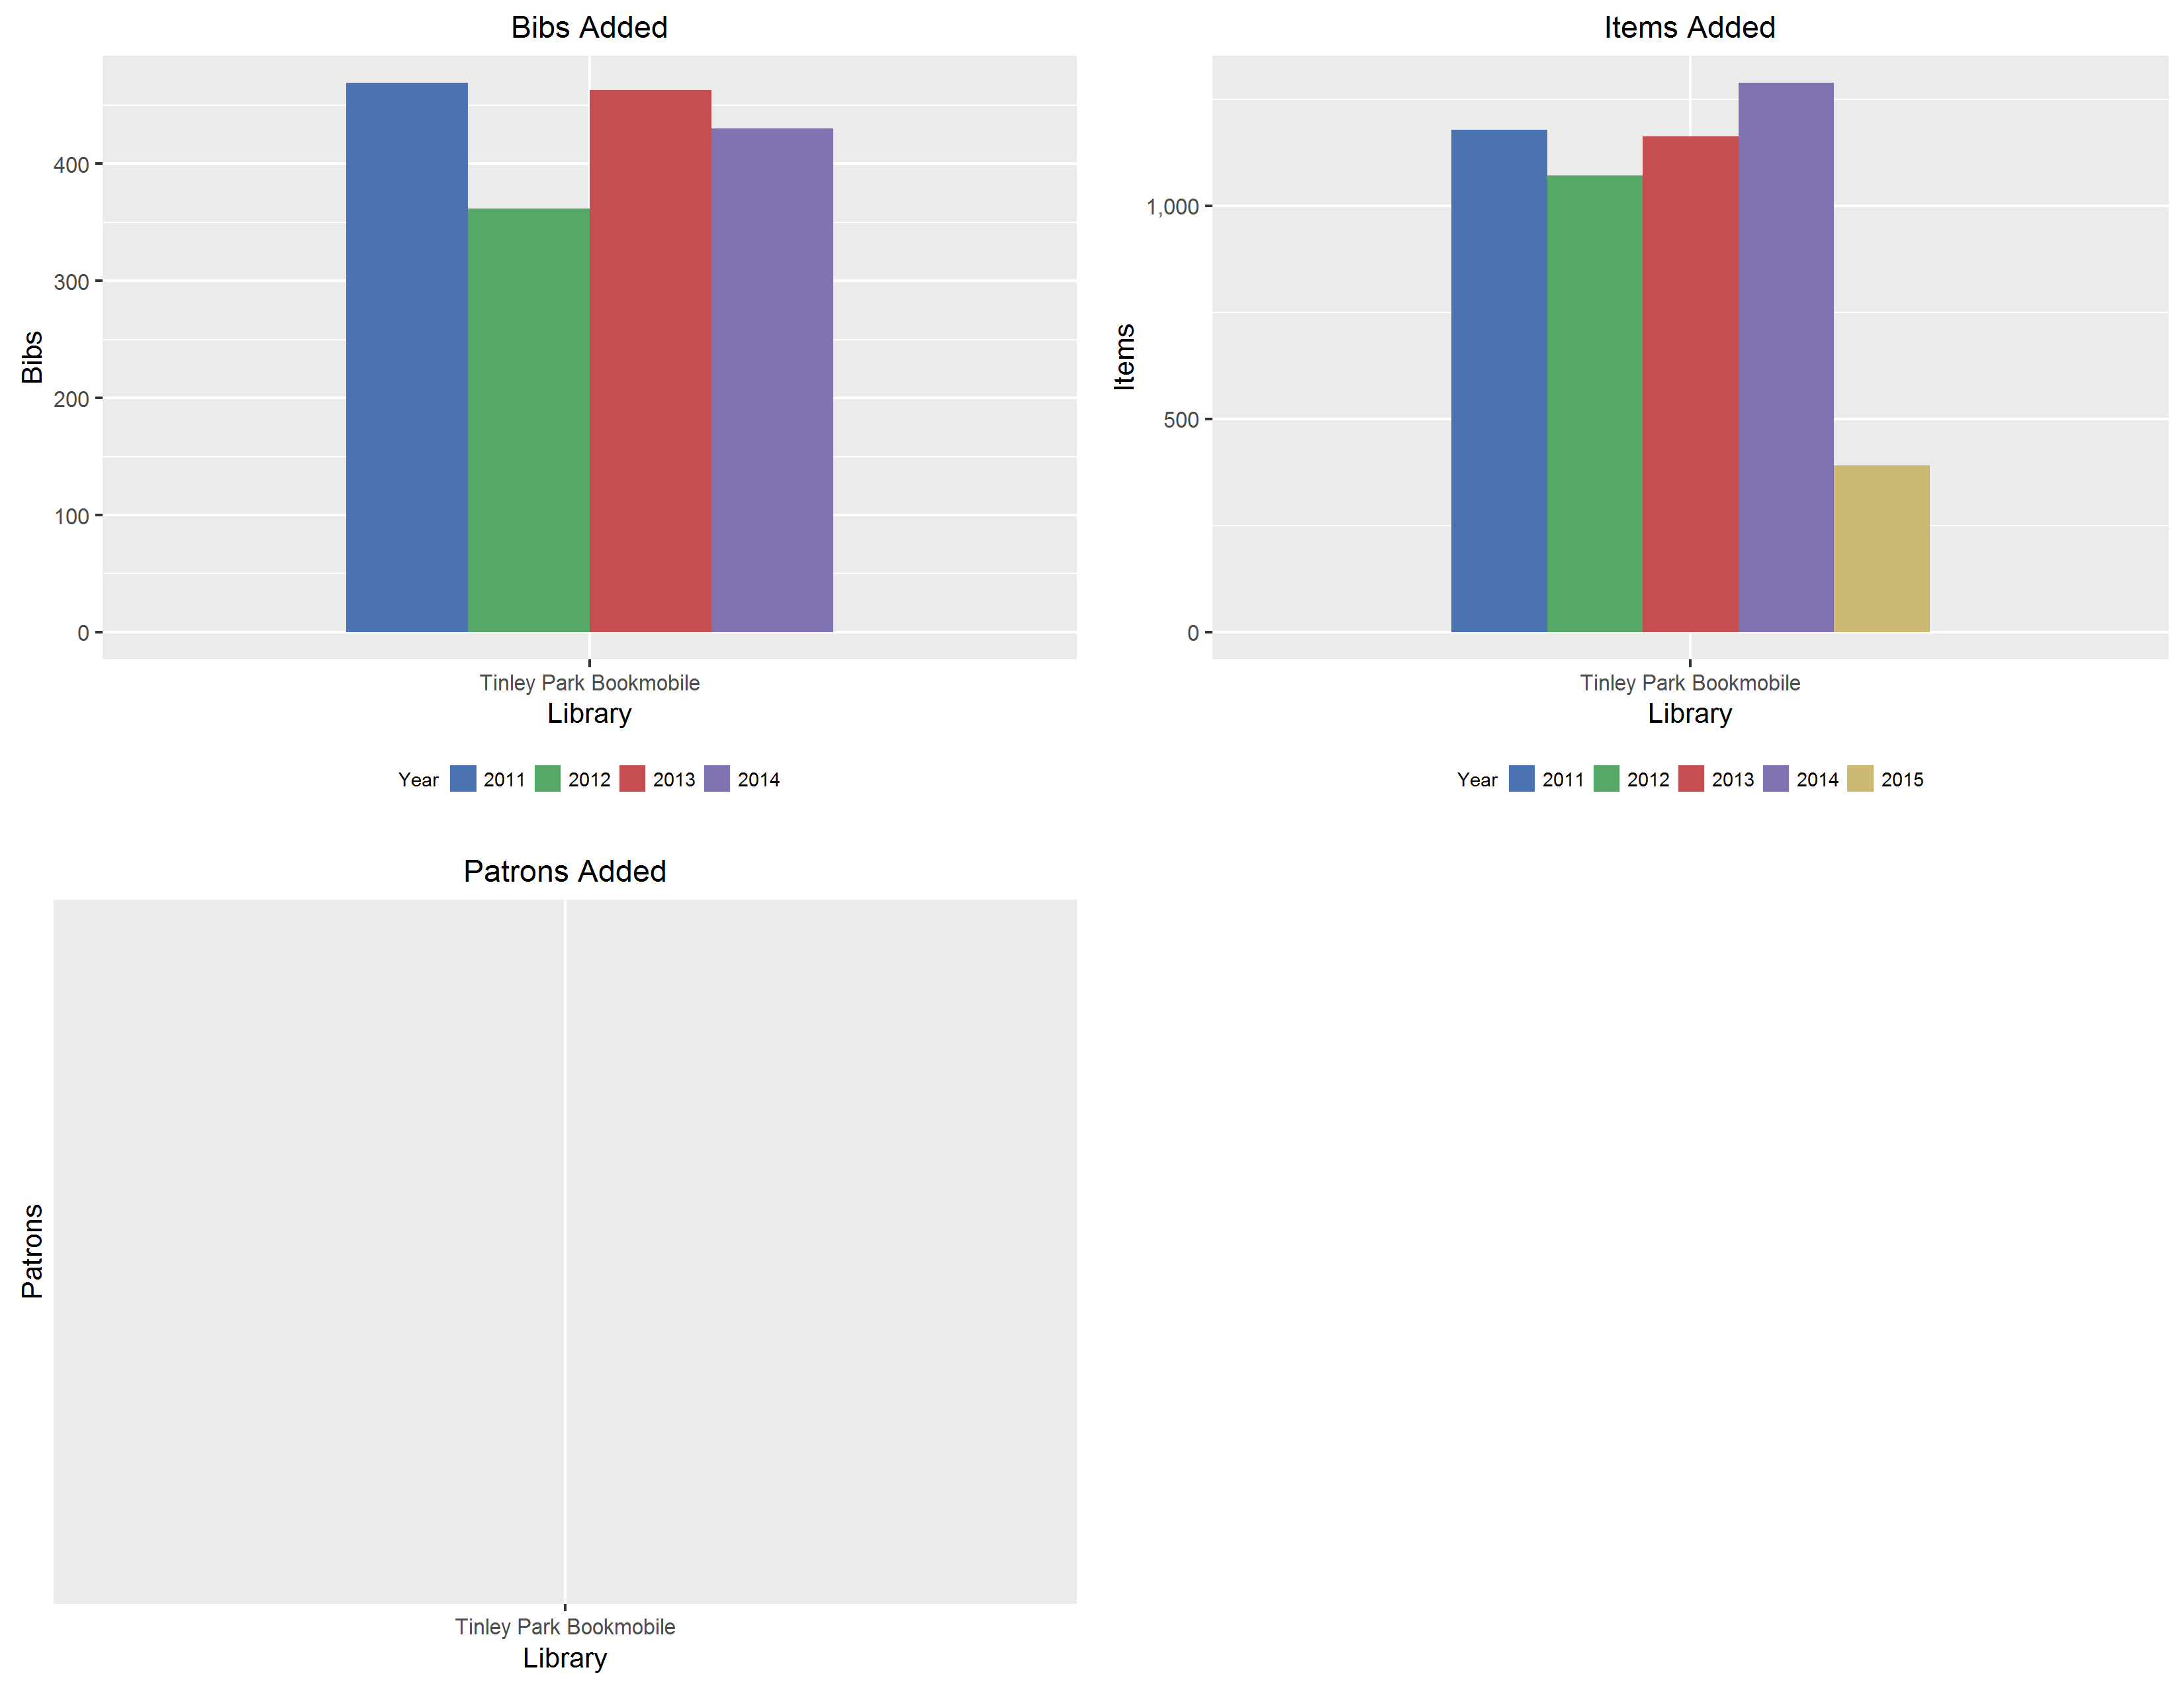 Bibs Added
Bibs
400
300
200
100
0
Tinley Park Bookmobile
Library
Year 2011 2012 2013 2014
Items Added
Items
1,000
500
0
Tinley Park Bookmobile
Library
Year 2011 2012 2013 2014 2015
Patrons Added
Patrons
Tinley Park Bookmobile
Library